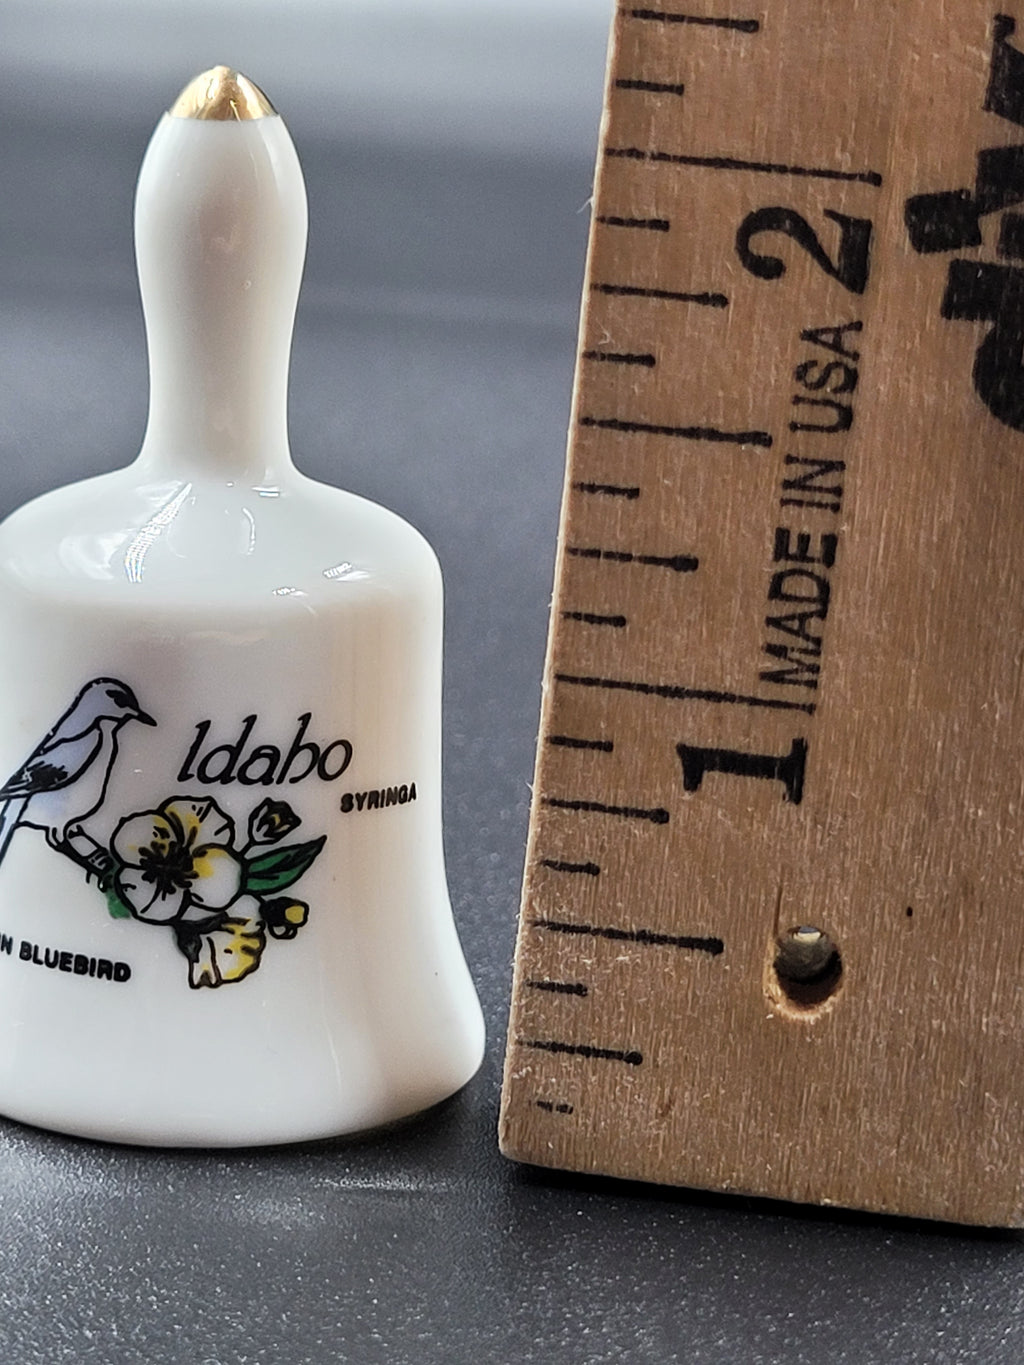 Idaho
SYRINGA
N BLUEBIRD
2
MADE IN USA
1